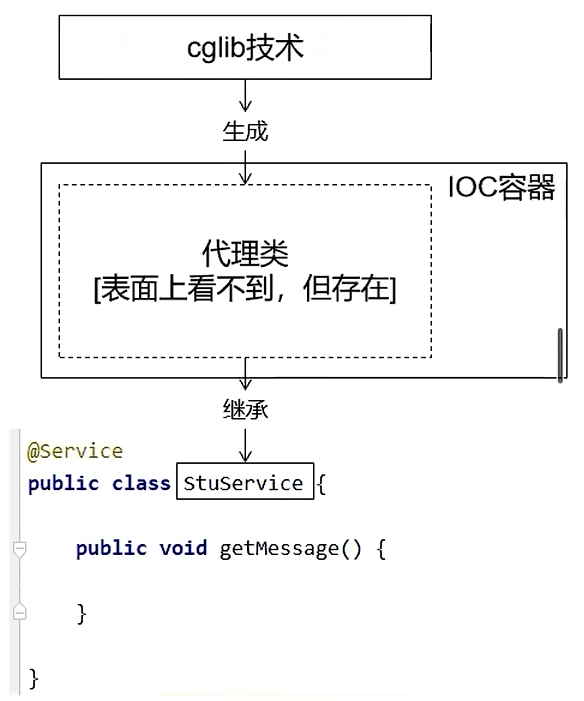 cglib技术
生成
IOC容器
代理类
[表面上看不到，但存在]
继承
@Service
public class StuService {
public void getMessage() {
}
}